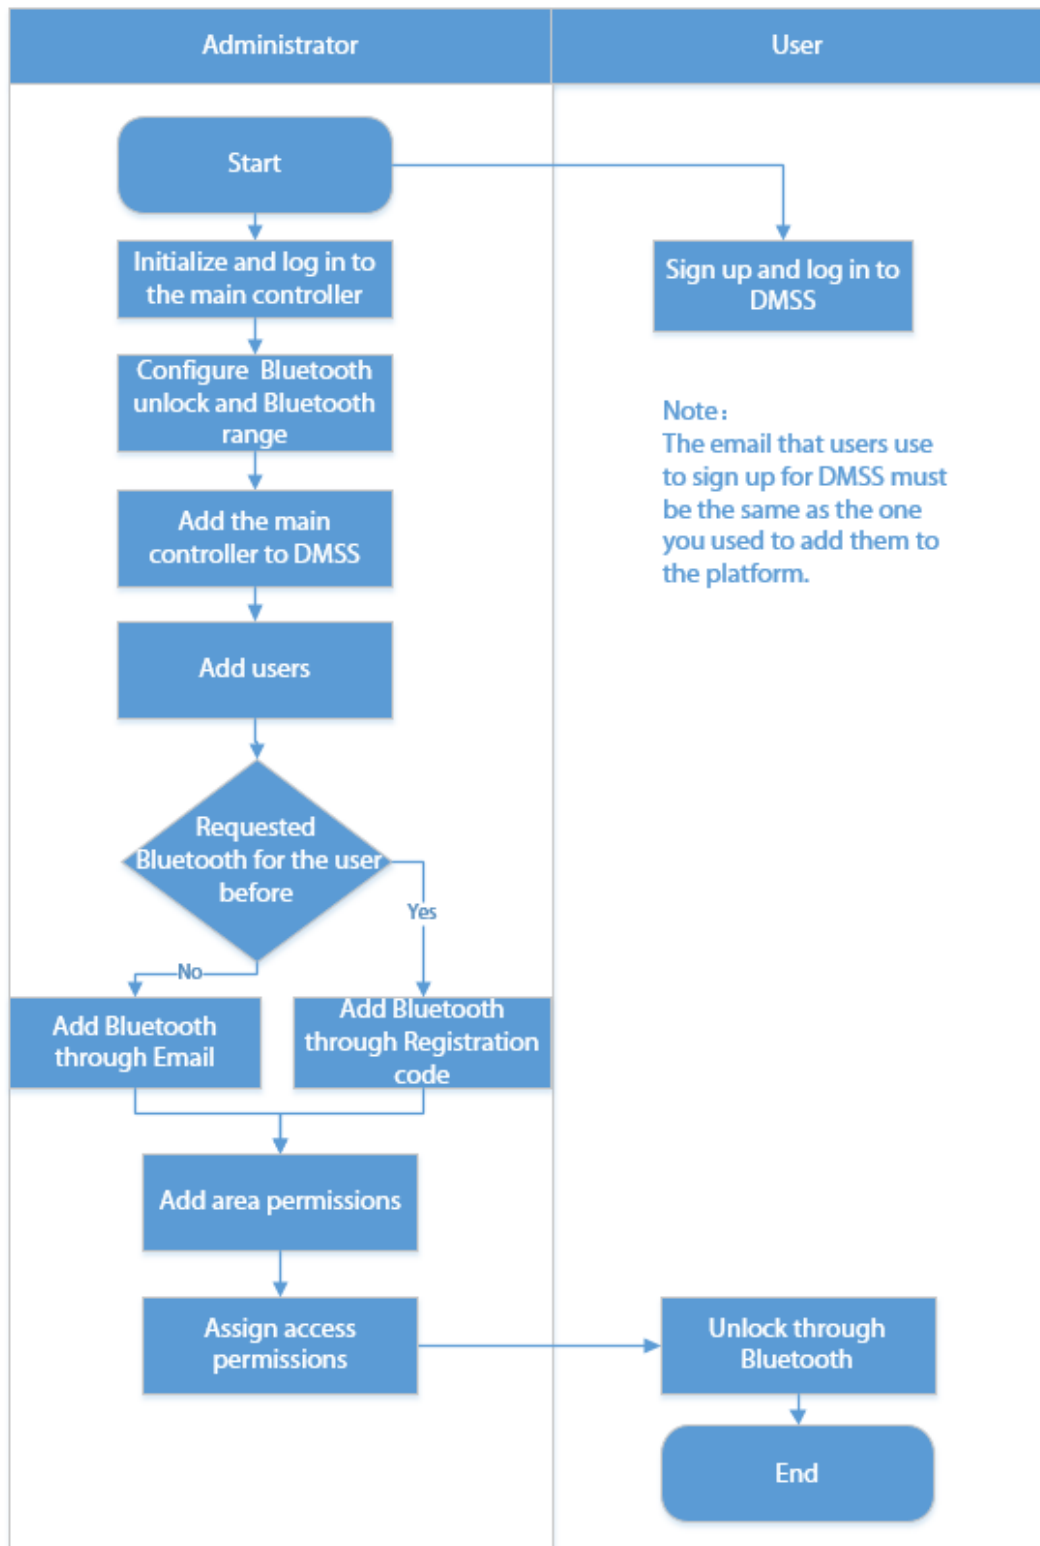 Administrator
User
Start
Initialize and log in to
the main controller
Sign up and log in to
DMSS
Configure  Bluetooth
unlock and Bluetooth
range
Note：
The email that users use
to sign up for DMSS must
be the same as the one
you used to add them to
the platform.
Add the main
controller to DMSS
Add users
Requested
Bluetooth for the user
before
Yes
No
Add Bluetooth
through Email
Add Bluetooth
through Registration
code
Add area permissions
Assign access
permissions
Unlock through
Bluetooth
End